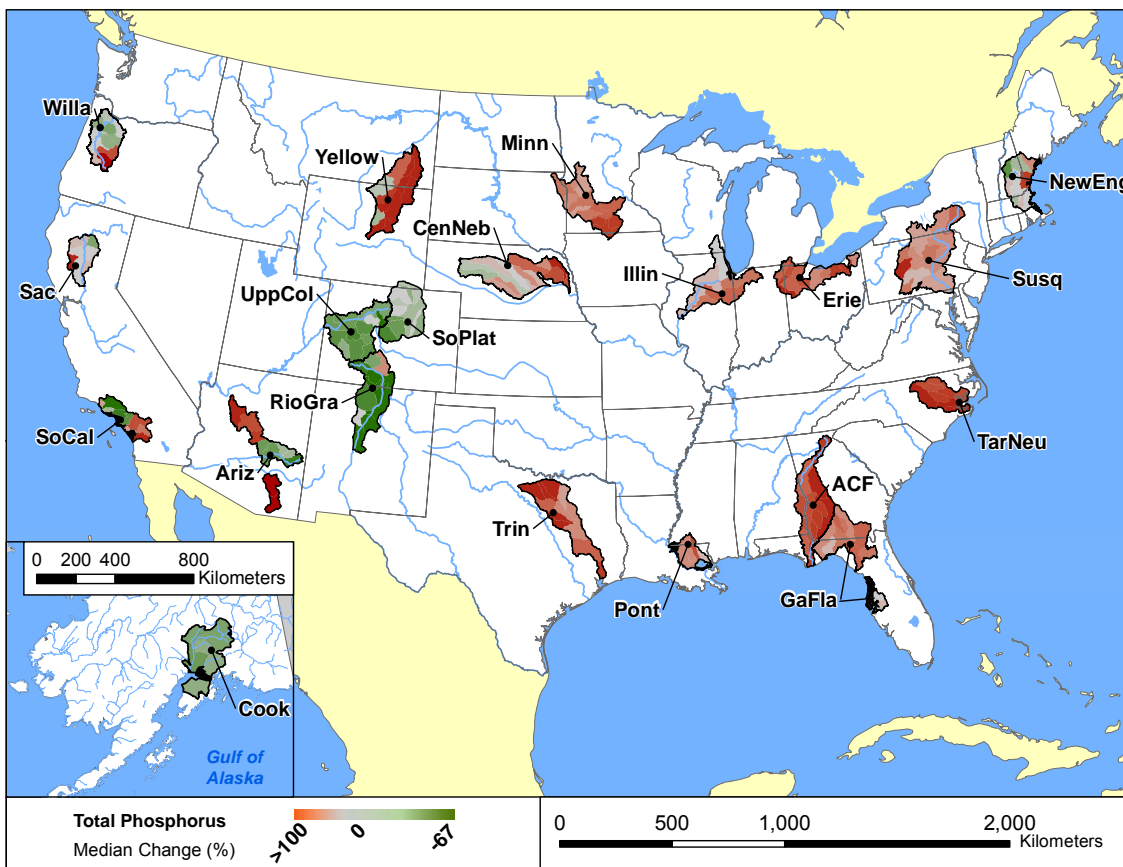 Willa
Minn
Yellow
NewEng
CenNeb
Illin
Susq
Sac
UppCol
Erie
SoPlat
RioGra
TarNeu
SoCal
Ariz
ACF
Trin
Pont
GaFla
0 200 400 800
Kilometers
Cook
Gulf of
Alaska
Total Phosphorus
Median Change (%)
>100 0 -67
0 500 1,000 2,000
Kilometers